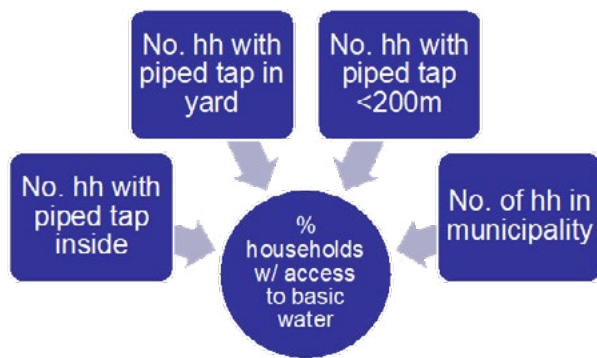 No. hh with
piped tap in
yard
No. hh with
piped tap
<200m
No. hh with
piped tap
inside
No. of hh in
municipality
%
households
w/ access
to basic
water